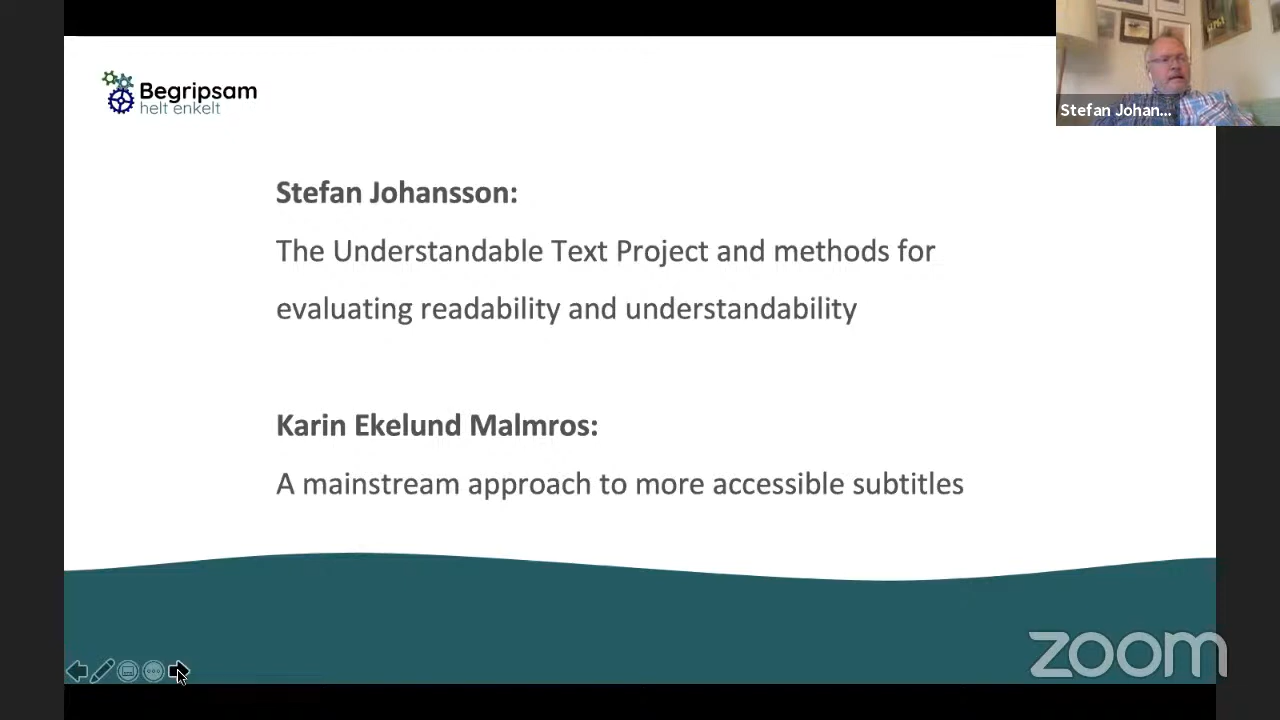 Begripsam
helt enkelt
Stefan Johan...
Stefan Johansson:
The Understandable Text Project and methods for
evaluating readability and understandability
Karin Ekelund Malmros:
A mainstream approach to more accessible subtitles
zoom